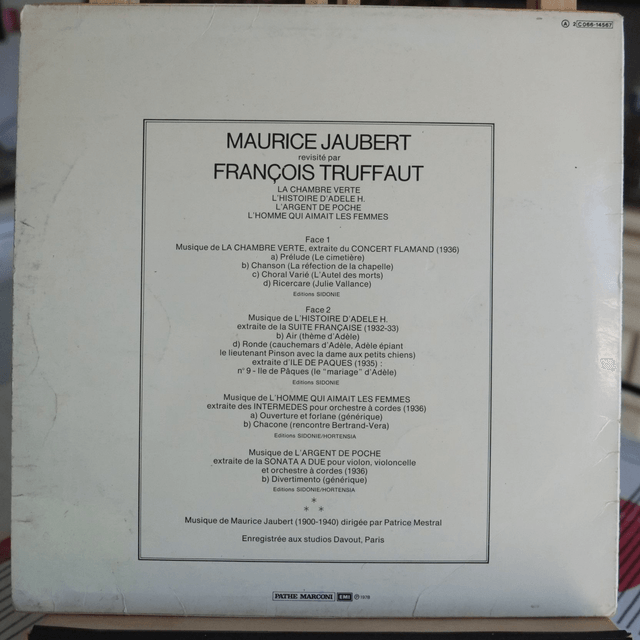 Ⓐ 2C066-14567
MAURICE JAUBERT
revisité par
FRANÇOIS TRUFFAUT
LA CHAMBRE VERTE
L'HISTOIRE D'ADELE H.
L'ARGENT DE POCHE
L'HOMME QUI AIMAIT LES FEMMES
Face 1
Musique de LA CHAMBRE VERTE, extraite du CONCERT FLAMAND (1936)
a) Prélude (Le cimetière)
b) Chanson (La réfection de la chapelle)
c) Choral Varié (L'Autel des morts)
d) Ricercare (Julie Vallance)
Editions SIDONIE
Face 2
Musique de L'HISTOIRE D'ADELE H.
extraite de la SUITE FRANÇAISE (1932-33)
b) Air (thème d'Adèle)
d) Ronde (cauchemars d'Adèle, Adèle épiant
le lieutenant Pinson avec la dame aux petits chiens)
extraite d'ILE DE PAQUES (1935) :
n° 9 - Ile de Pâques (le "mariage" d'Adèle)
Editions SIDONIE
Musique de L'HOMME QUI AIMAIT LES FEMMES
extraite des INTERMEDES pour orchestre à cordes (1936)
a) Ouverture et forlane (générique)
b) Chacone (rencontre Bertrand-Vera)
Editions SIDONIE/HORTENSIA
Musique de L'ARGENT DE POCHE
extraite de la SONATA A DUE pour violon, violoncelle
et orchestre à cordes (1936)
b) Divertimento (générique)
Editions SIDONIE/HORTENSIA
*
* *
Musique de Maurice Jaubert (1900-1940) dirigée par Patrice Mestral
Enregistrée aux studios Davout, Paris
PATHE MARCONI EMI ℗ 1978